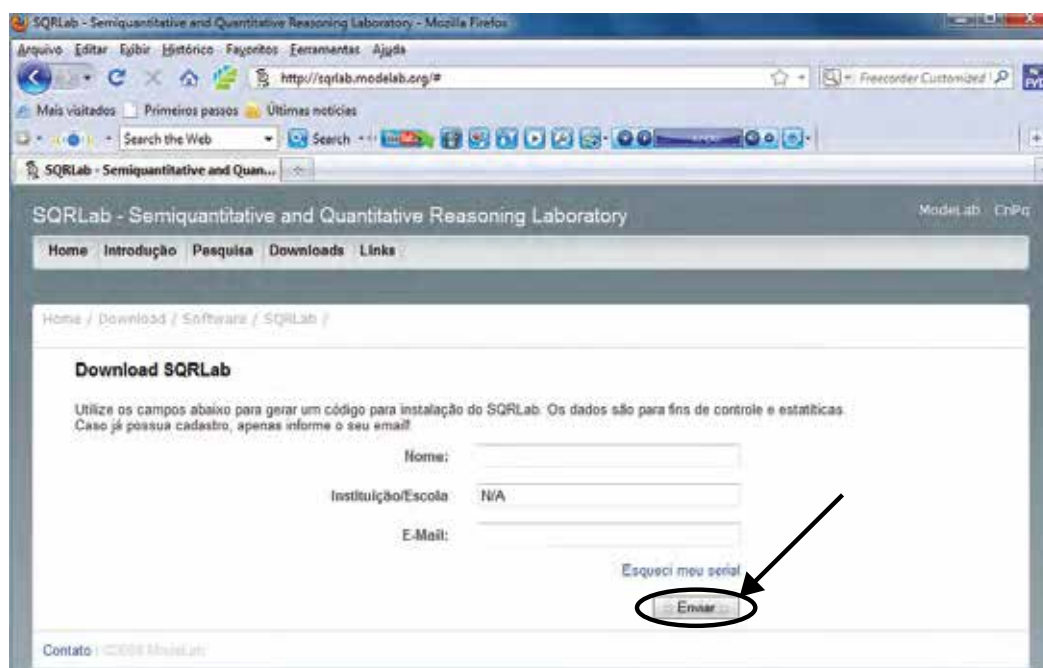 SQRLab - Semiquantitative and Quantitative Reasoning Laboratory - Mozilla Firefox
Arquivo Editar Exibir Histórico Favoritos Ferramentas Ajuda
http://sqrlab.modelab.org/# Freecorder Customized
Mais visitados Primeiros passos Últimas notícias
Search the Web Search
SQRLab - Semiquantitative and Quan...
SQRLab - Semiquantitative and Quantitative Reasoning Laboratory ModeLab CnPq
Home Introdução Pesquisa Downloads Links
Home / Download / Software / SQRLab /
Download SQRLab
Utilize os campos abaixo para gerar um código para instalação do SQRLab. Os dados são para fins de controle e estatíticas
Caso já possua cadastro, apenas informe o seu email!
Nome:
Instituição/Escola N/A
E-Mail:
Esqueci meu serial
Enviar
Contato ModeLab